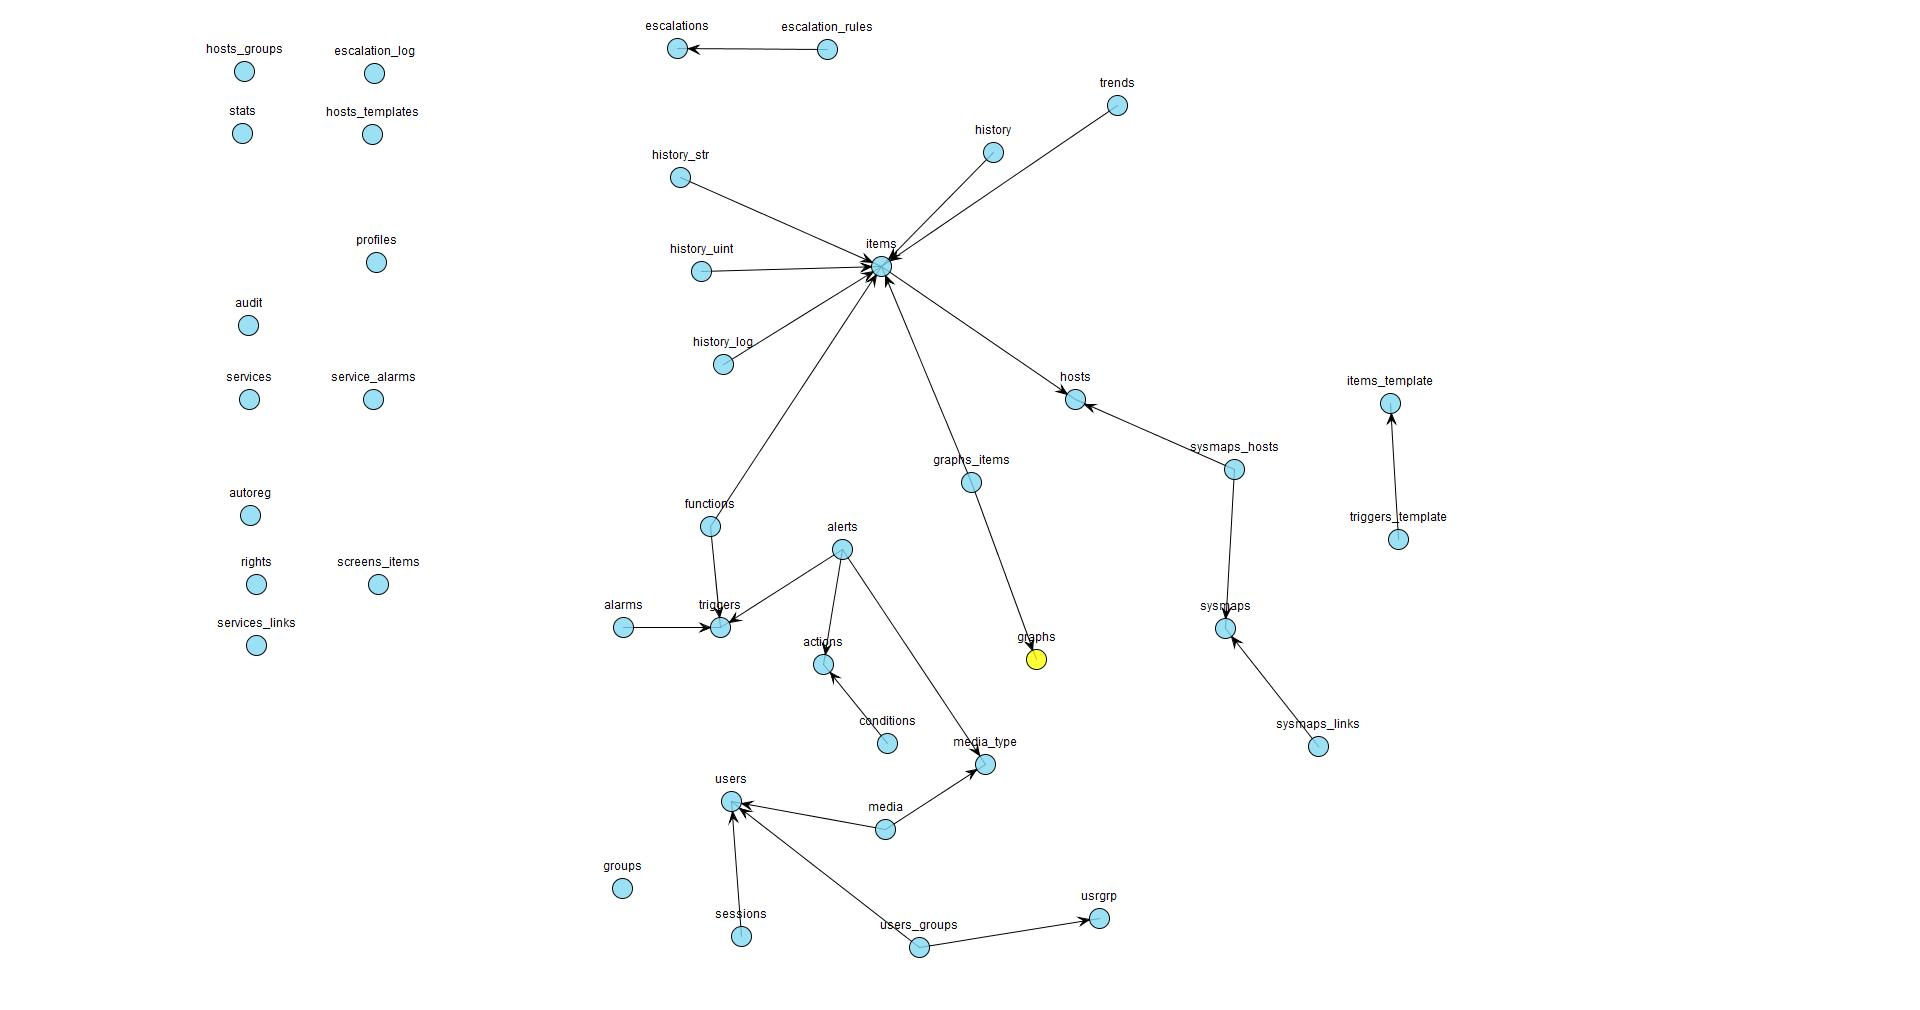 escalations
escalation_rules
hosts_groups
escalation_log
trends
stats
hosts_templates
history
history_str
profiles
items
history_uint
audit
history_log
services
service_alarms
hosts
items_template
sysmaps_hosts
graphs_items
autoreg
functions
triggers_template
alerts
rights
screens_items
alarms
triggers
sysmaps
services_links
actions
graphs
conditions
sysmaps_links
media_type
users
media
groups
usrgrp
sessions
users_groups